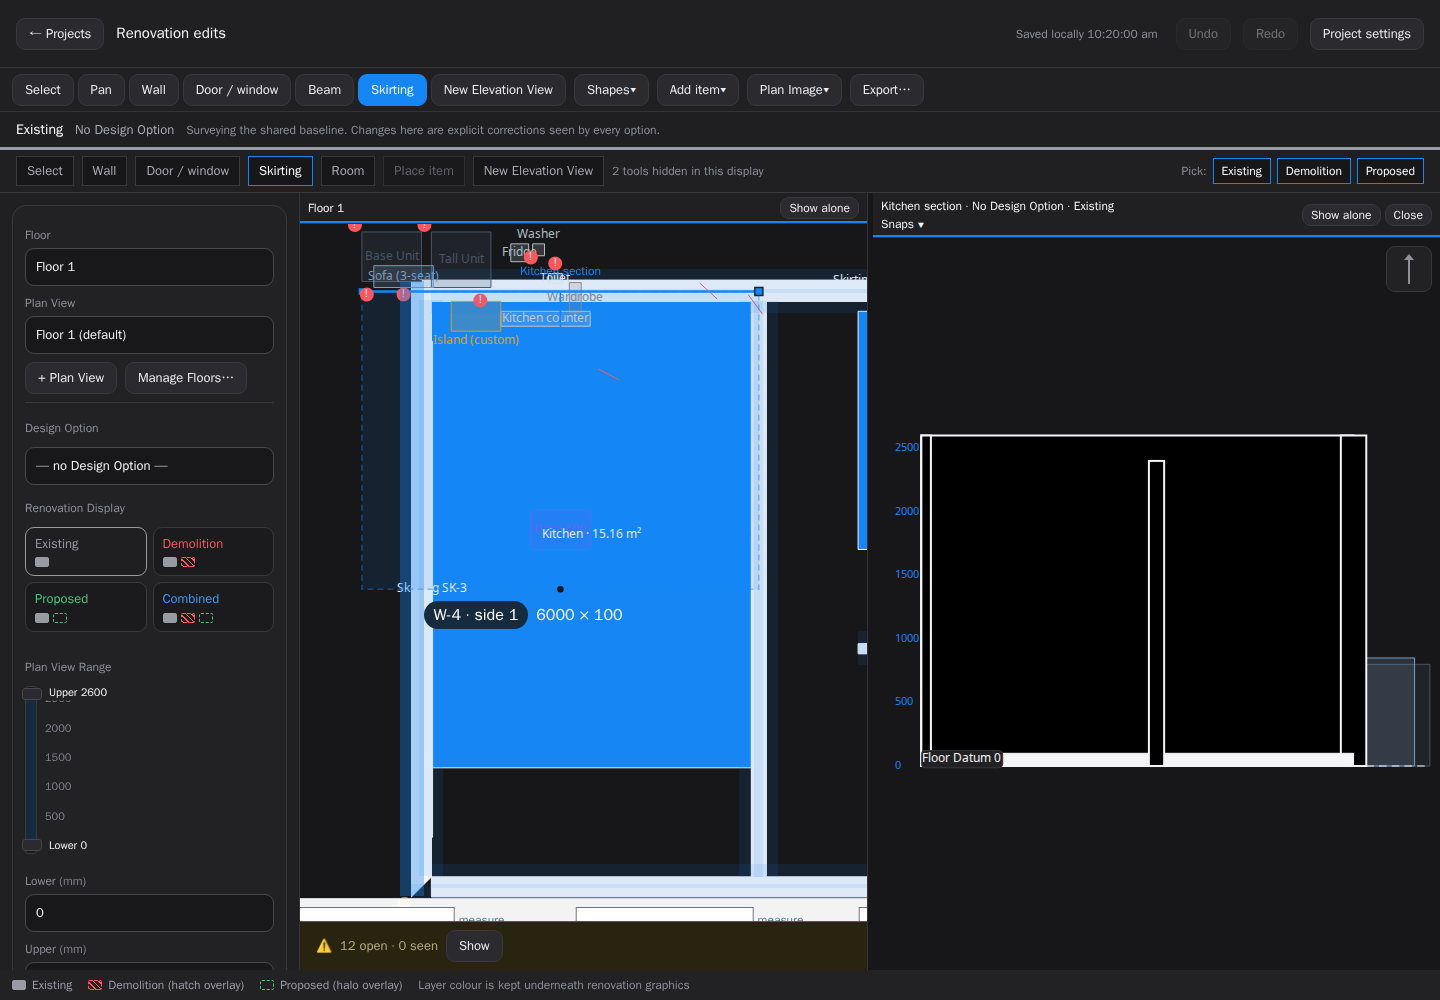 ← Projects
Renovation edits
Saved locally 10:20:00 am
Undo
Redo
Project settings
Select
Pan
Wall
Door / window
Beam
Skirting
New Elevation View
Shapes▾
Add item▾
Plan Image▾
Export⋯
Existing
No Design Option
Surveying the shared baseline. Changes here are explicit corrections seen by every option.
Select
Wall
Door / window
Skirting
Room
Place item
New Elevation View
2 tools hidden in this display
Pick:
Existing
Demolition
Proposed
Floor
Floor 1
Plan View
Floor 1 (default)
+ Plan View
Manage Floors⋯
Design Option
— no Design Option —
Renovation Display
Existing
Demolition
Proposed
Combined
Plan View Range
Upper 2600
2000
1500
1000
500
Lower 0
Lower (mm)
0
Upper (mm)
Floor 1
Show alone
Washer
Fridge
Base Unit
Tall Unit
Sofa (3-seat)
Kitchen section
Toilet
Wardrobe
Kitchen counter
Island (custom)
Kitchen · 15.16 m²
SK-3
W-4 · side 1
6000 × 100
measure
measure
⚠️ 12 open · 0 seen
Show
Kitchen section · No Design Option · Existing
Snaps ▾
Show alone
Close
2500
2000
1500
1000
500
0
Floor Datum 0
Existing
Demolition (hatch overlay)
Proposed (halo overlay)
Layer colour is kept underneath renovation graphics